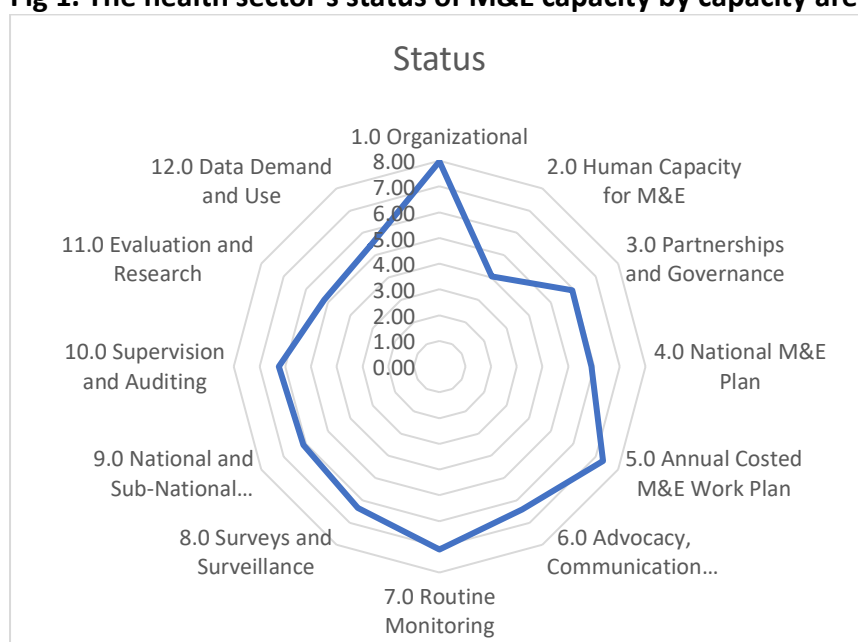 Fig 1. The health sector's status of M&E capacity by capacity are
Status
1.0 Organizational
2.0 Human Capacity
for M&E
3.0 Partnerships
and Governance
4.0 National M&E
Plan
5.0 Annual Costed
M&E Work Plan
6.0 Advocacy,
Communication...
7.0 Routine
Monitoring
8.0 Surveys and
Surveillance
9.0 National and
Sub-National...
10.0 Supervision
and Auditing
11.0 Evaluation and
Research
12.0 Data Demand
and Use
8.00
7.00
6.00
5.00
4.00
3.00
2.00
1.00
0.00